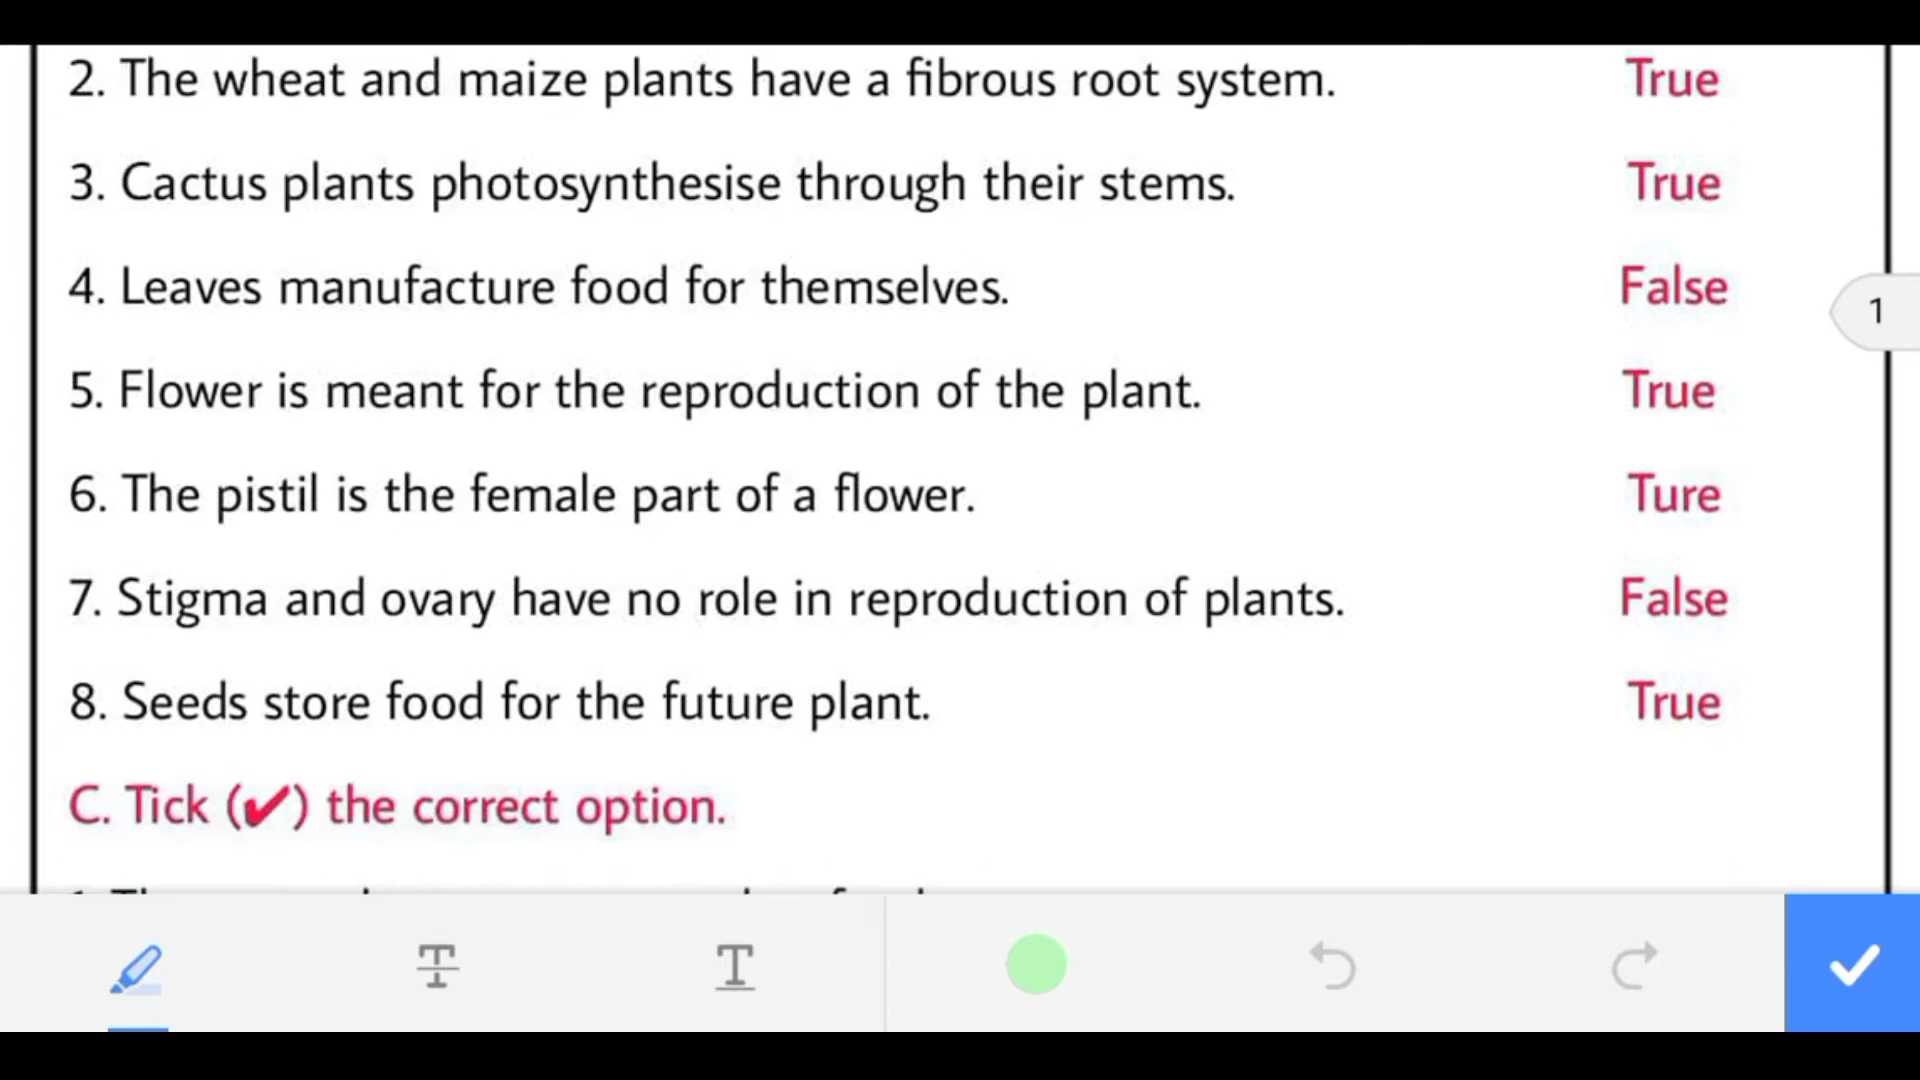 2. The wheat and maize plants have a fibrous root system. True
3. Cactus plants photosynthesise through their stems. True
4. Leaves manufacture food for themselves. False
1
5. Flower is meant for the reproduction of the plant. True
6. The pistil is the female part of a flower. Ture
7. Stigma and ovary have no role in reproduction of plants. False
8. Seeds store food for the future plant. True
C. Tick (✔) the correct option.